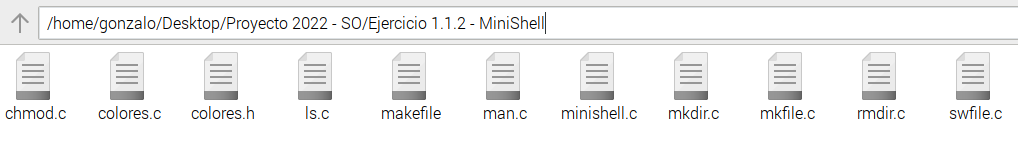 /home/gonzalo/Desktop/Proyecto 2022 - SO/Ejercicio 1.1.2 - MiniShell
chmod.c colores.c colores.h ls.c makefile man.c minishell.c mkdir.c mkfile.c rmdir.c swfile.c